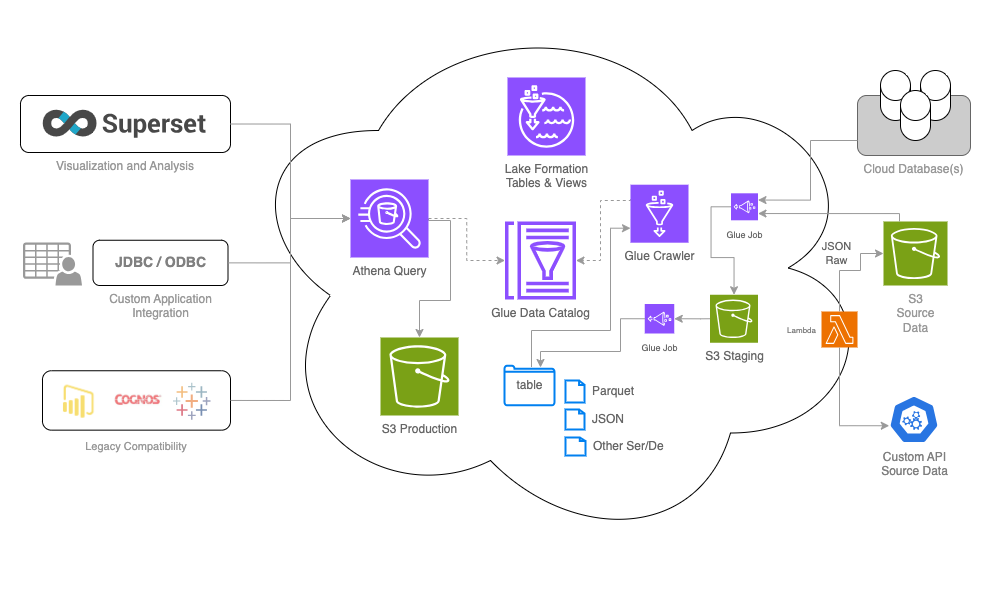 Superset
Visualization and Analysis
JDBC / ODBC
Custom Application
Integration
COGNOS
Legacy Compatibility
Lake Formation
Tables & Views
Athena Query
Glue Data Catalog
Glue Crawler
Glue Job
S3 Production
table
Parquet
JSON
Other Ser/De
Glue Job
S3 Staging
Cloud Database(s)
JSON
Raw
S3
Source
Data
Lambda
Custom API
Source Data